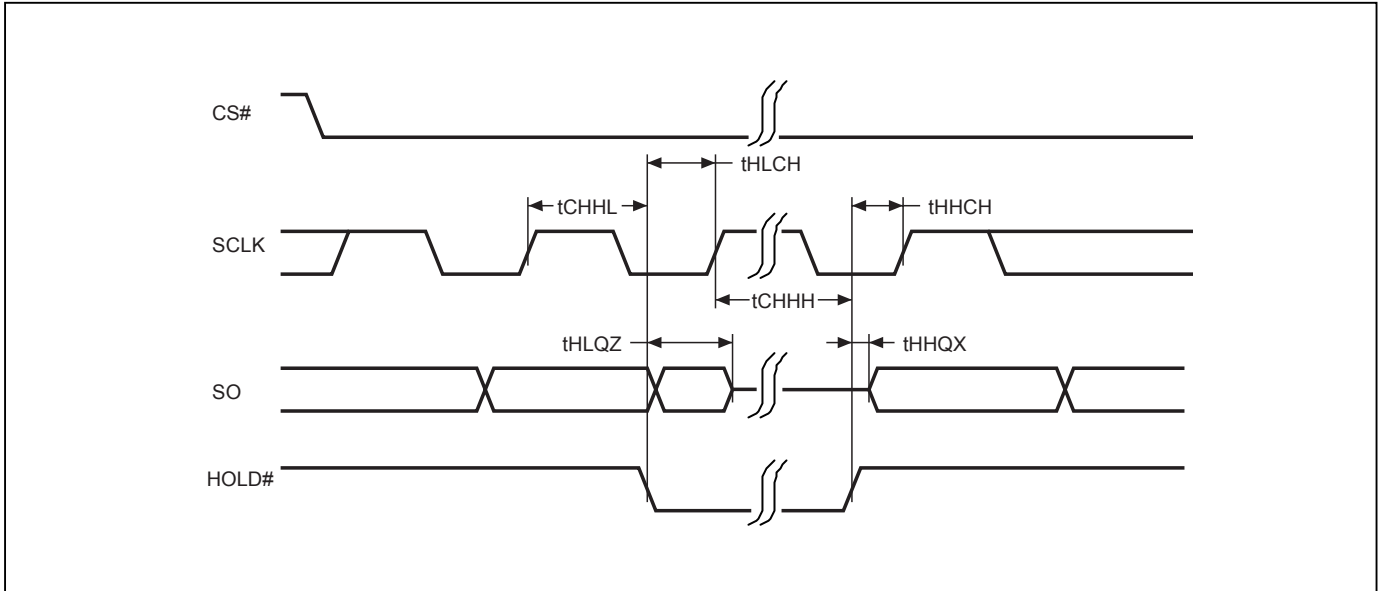 CS#
tHLCH
tCHHL
tHHCH
SCLK
tCHHH
tHLQZ
tHHQX
SO
HOLD#